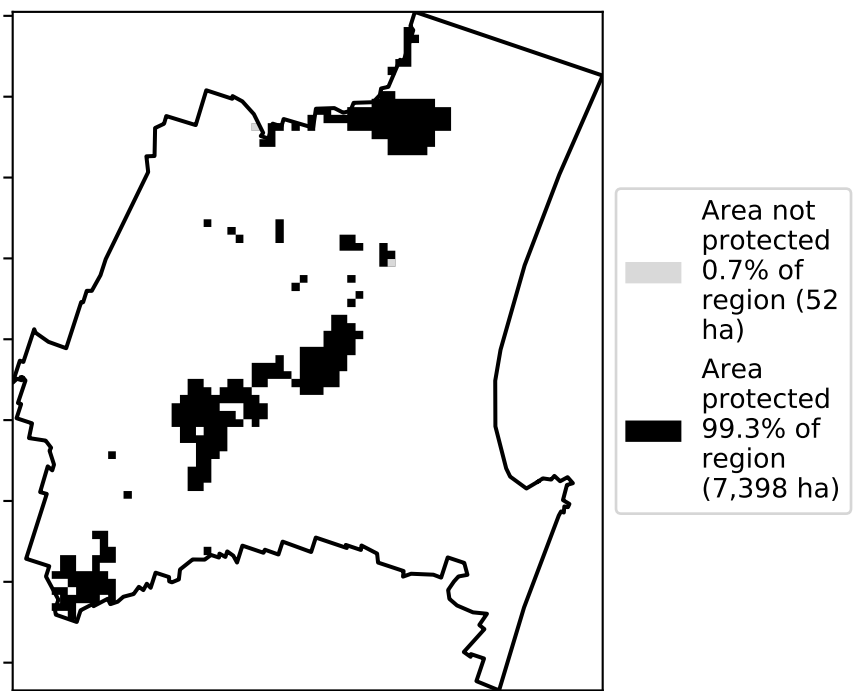 Area not
protected
0.7% of
region (52
ha)
Area
protected
99.3% of
region
(7,398 ha)